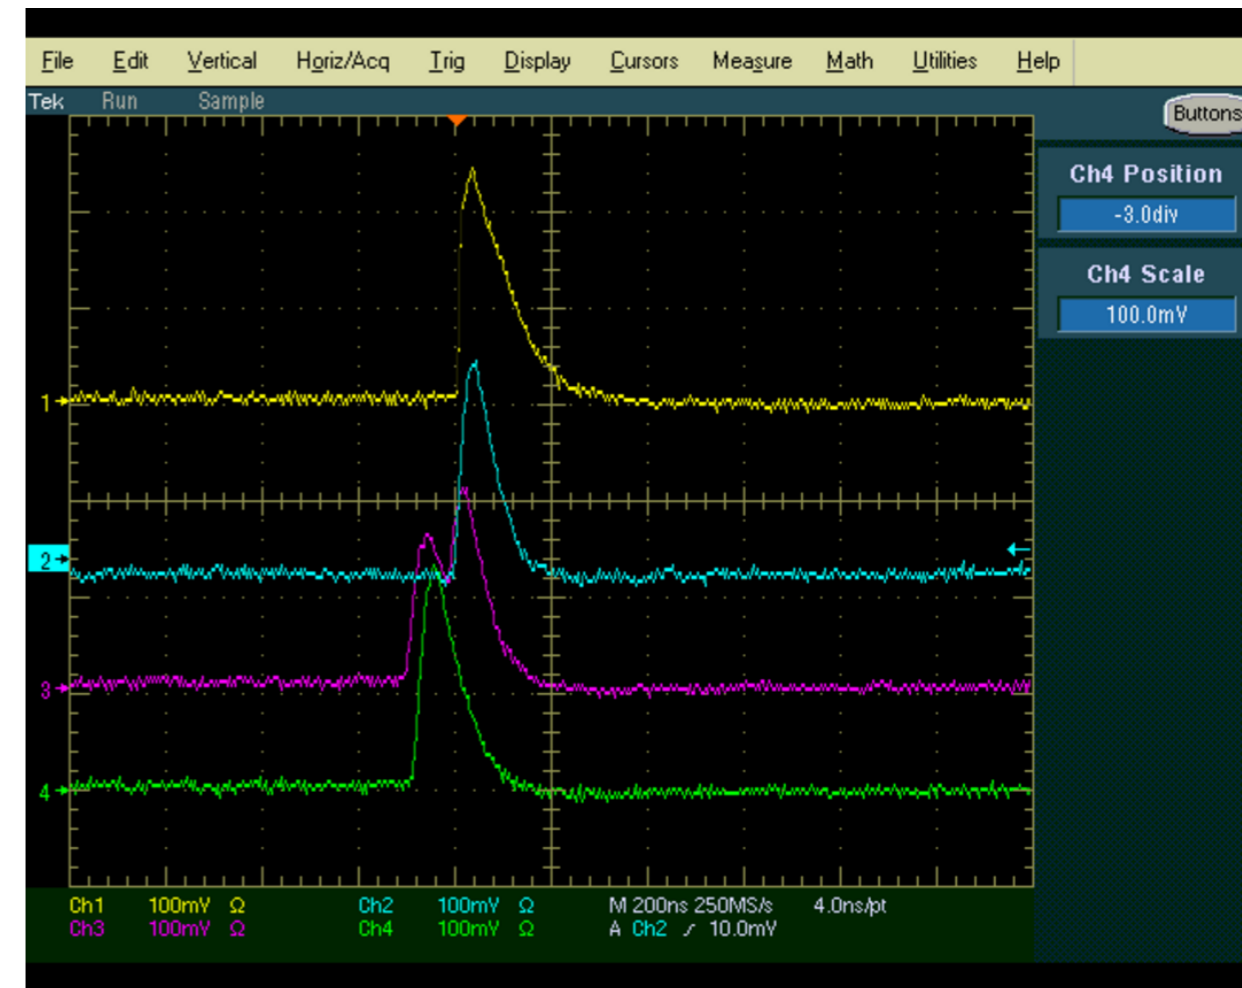 File Edit Vertical Horiz/Acq Trig Display Cursors Measure Math Utilities Help
Tek Run Sample
Buttons
Ch4 Position
-3.0div
Ch4 Scale
100.0mV
1
2
3
4
Ch1 100mV Ω Ch2 100mV Ω M 200ns 250MS/s 4.0ns/pt
Ch3 100mV Ω Ch4 100mV Ω A Ch2 10.0mV